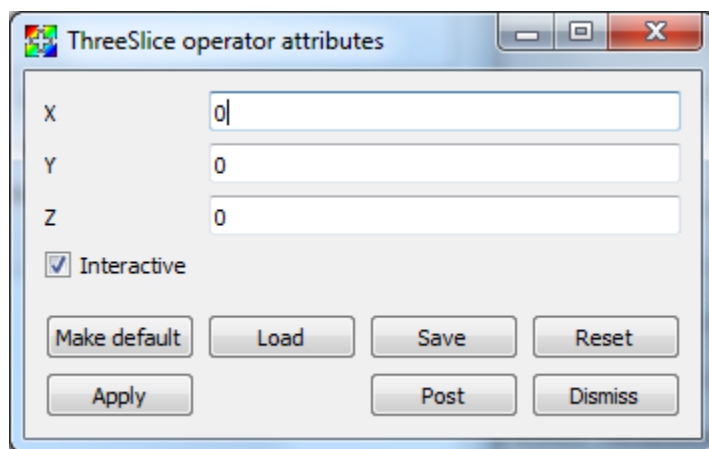 ThreeSlice operator attributes
X 0
Y 0
Z 0
Interactive
Make default Load Save Reset
Apply Post Dismiss